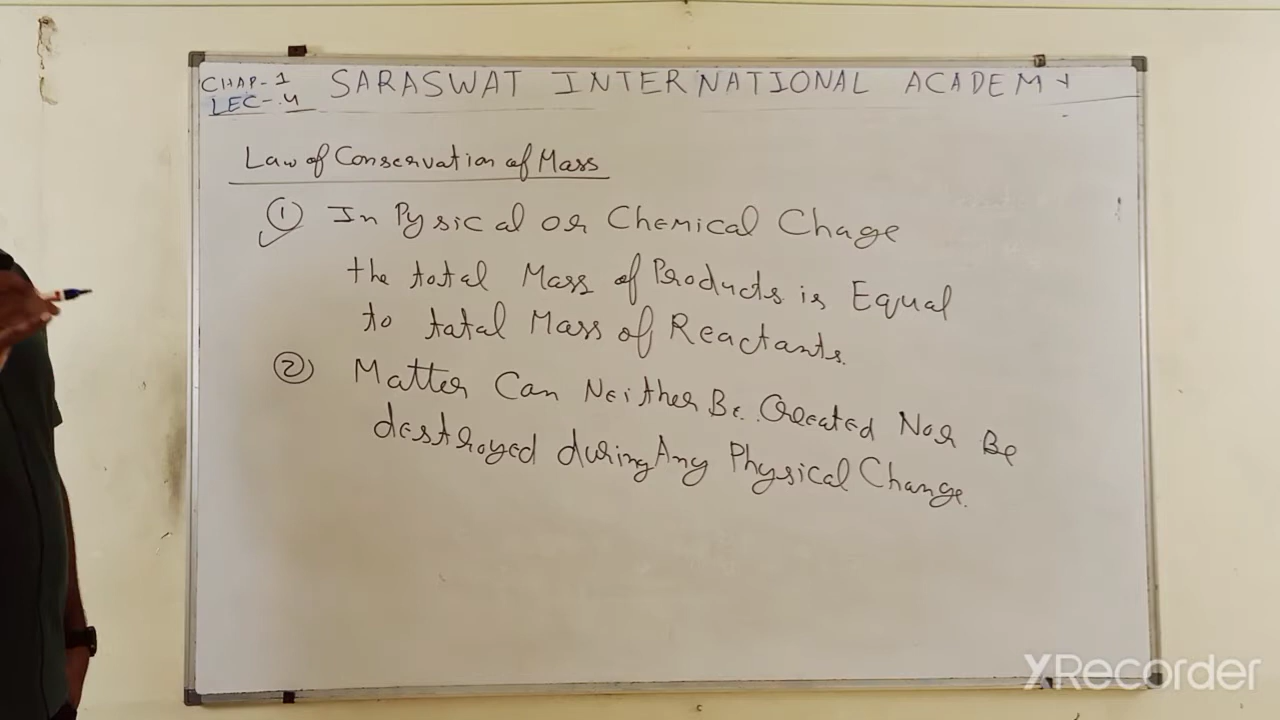 CHAP-1
LEC-4
SARASWAT INTERNATIONAL ACADEMY
Law of Conservation of Mass
① In Pysical or Chemical Chage
the total Mass of Products is Equal
to tatal Mass of Reactants.
② Matter Can Neither Be Created Nor Be
destroyed during Any Physical Change.
XRecorder